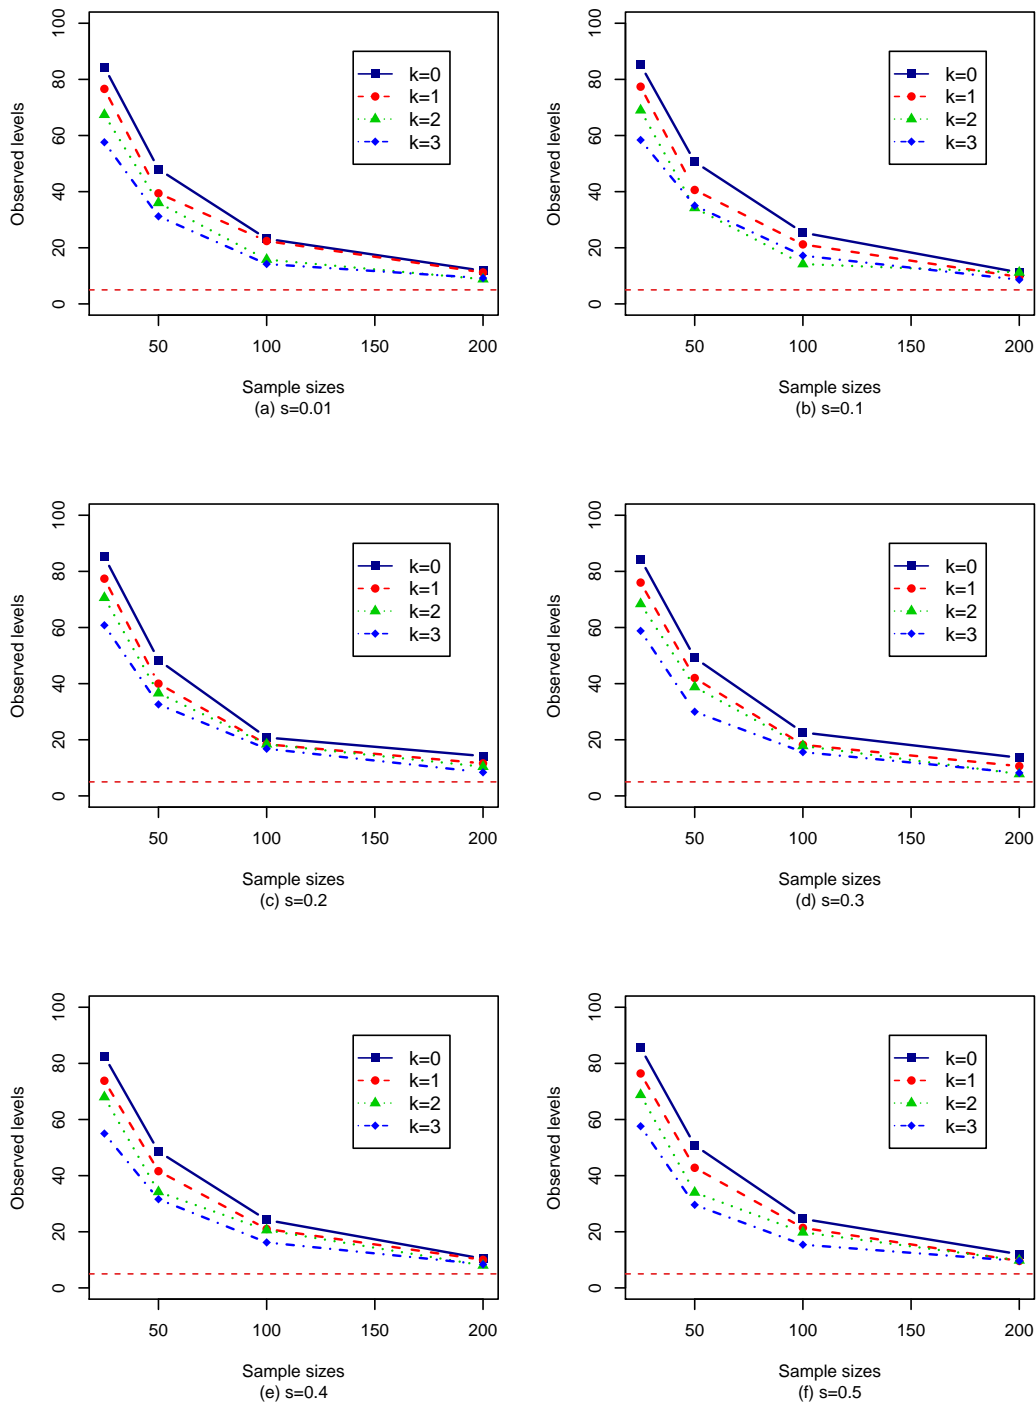 Observed levels
100
80
60
40
20
0
k=0
k=1
k=2
k=3
50 100 150 200
Sample sizes
(a) s=0.01
Observed levels
100
80
60
40
20
0
k=0
k=1
k=2
k=3
50 100 150 200
Sample sizes
(b) s=0.1
Observed levels
100
80
60
40
20
0
k=0
k=1
k=2
k=3
50 100 150 200
Sample sizes
(c) s=0.2
Observed levels
100
80
60
40
20
0
k=0
k=1
k=2
k=3
50 100 150 200
Sample sizes
(d) s=0.3
Observed levels
100
80
60
40
20
0
k=0
k=1
k=2
k=3
50 100 150 200
Sample sizes
(e) s=0.4
Observed levels
100
80
60
40
20
0
k=0
k=1
k=2
k=3
50 100 150 200
Sample sizes
(f) s=0.5